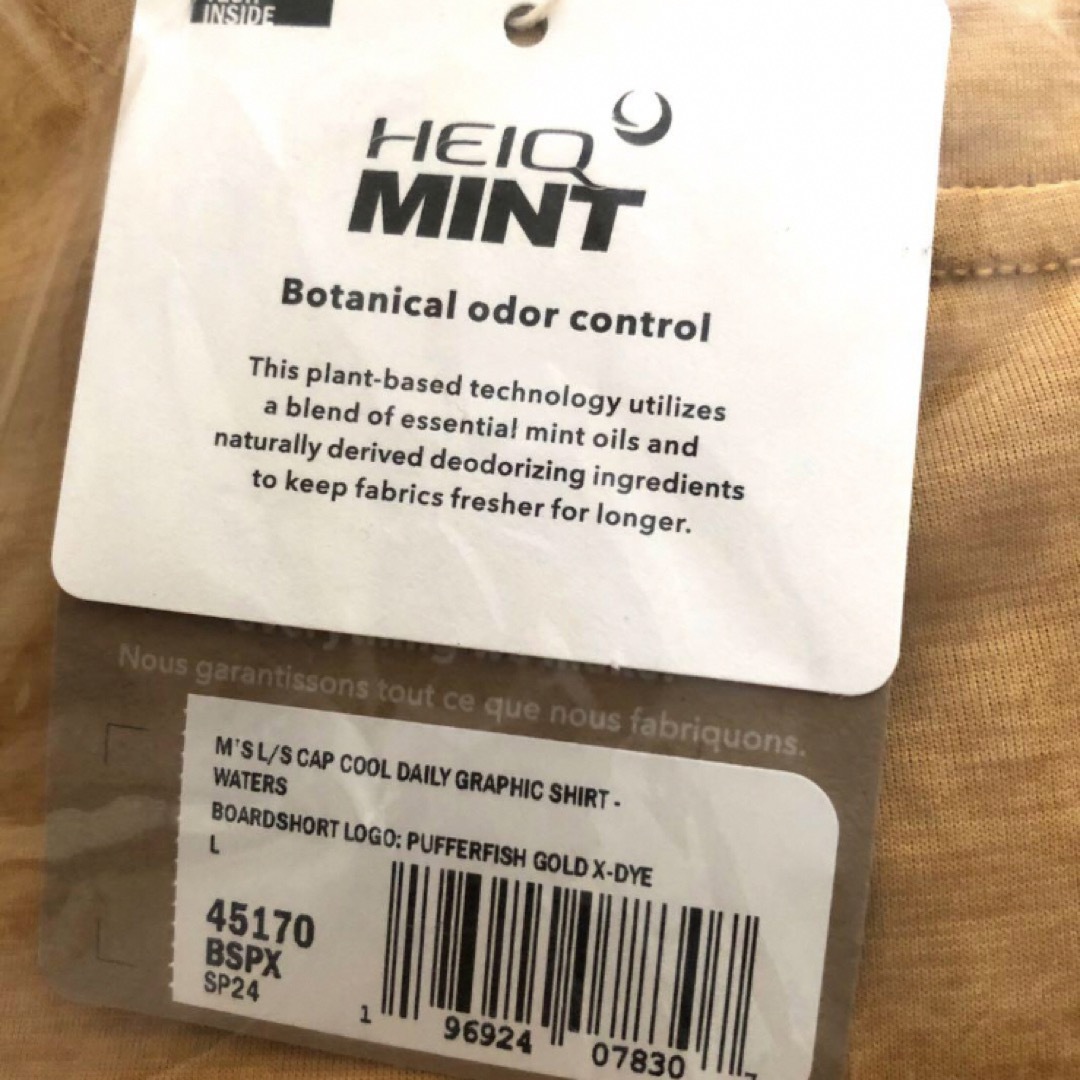 INSIDE
HEIQ
MINT
Botanical odor control
This plant-based technology utilizes
a blend of essential mint oils and
naturally derived deodorizing ingredients
to keep fabrics fresher for longer.
Nous garantissons tout ce que nous fabriquons.
M'S L/S CAP COOL DAILY GRAPHIC SHIRT -
WATERS
BOARDSHORT LOGO: PUFFERFISH GOLD X-DYE
L
45170
BSPX
SP24
1 96924 07830